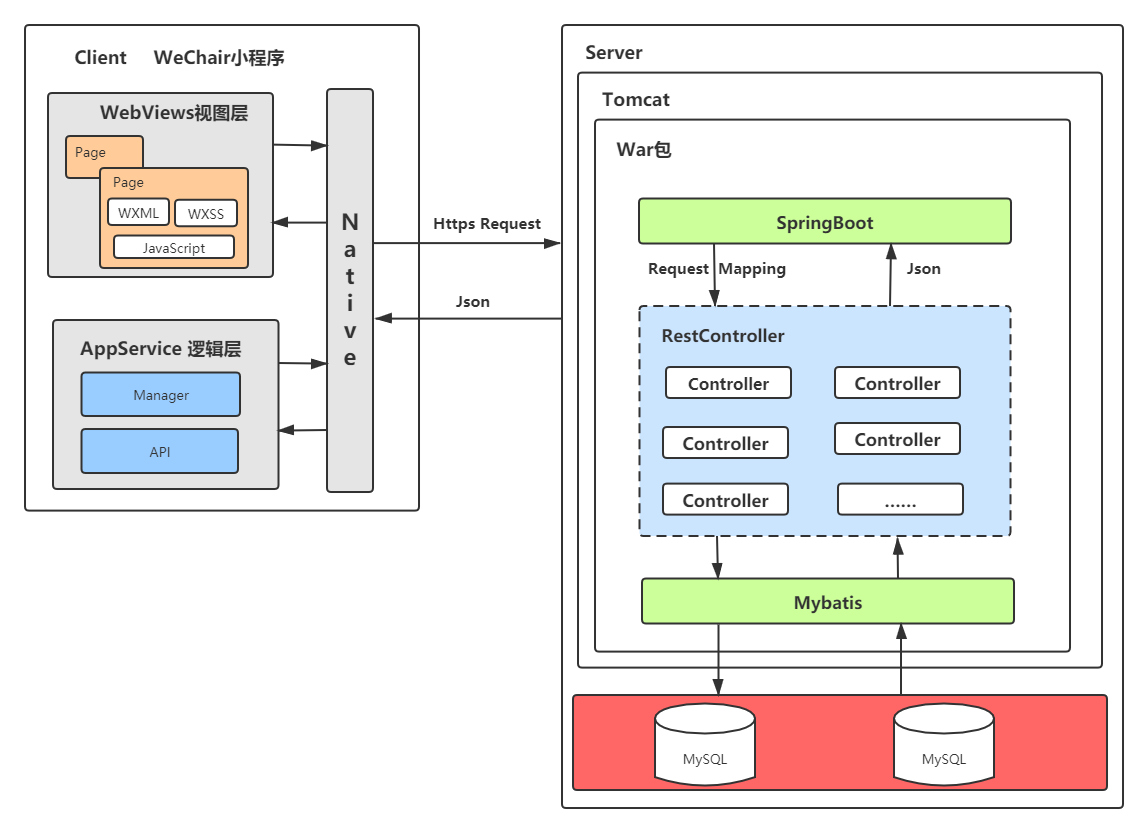 Client WeChair小程序
WebViews视图层
Page
Page
WXML WXSS
JavaScript
AppService 逻辑层
Manager
API
Native
Https Request
Json
Server
Tomcat
War包
SpringBoot
Request Mapping
Json
RestController
Controller Controller
Controller Controller
Controller ......
Mybatis
MySQL MySQL